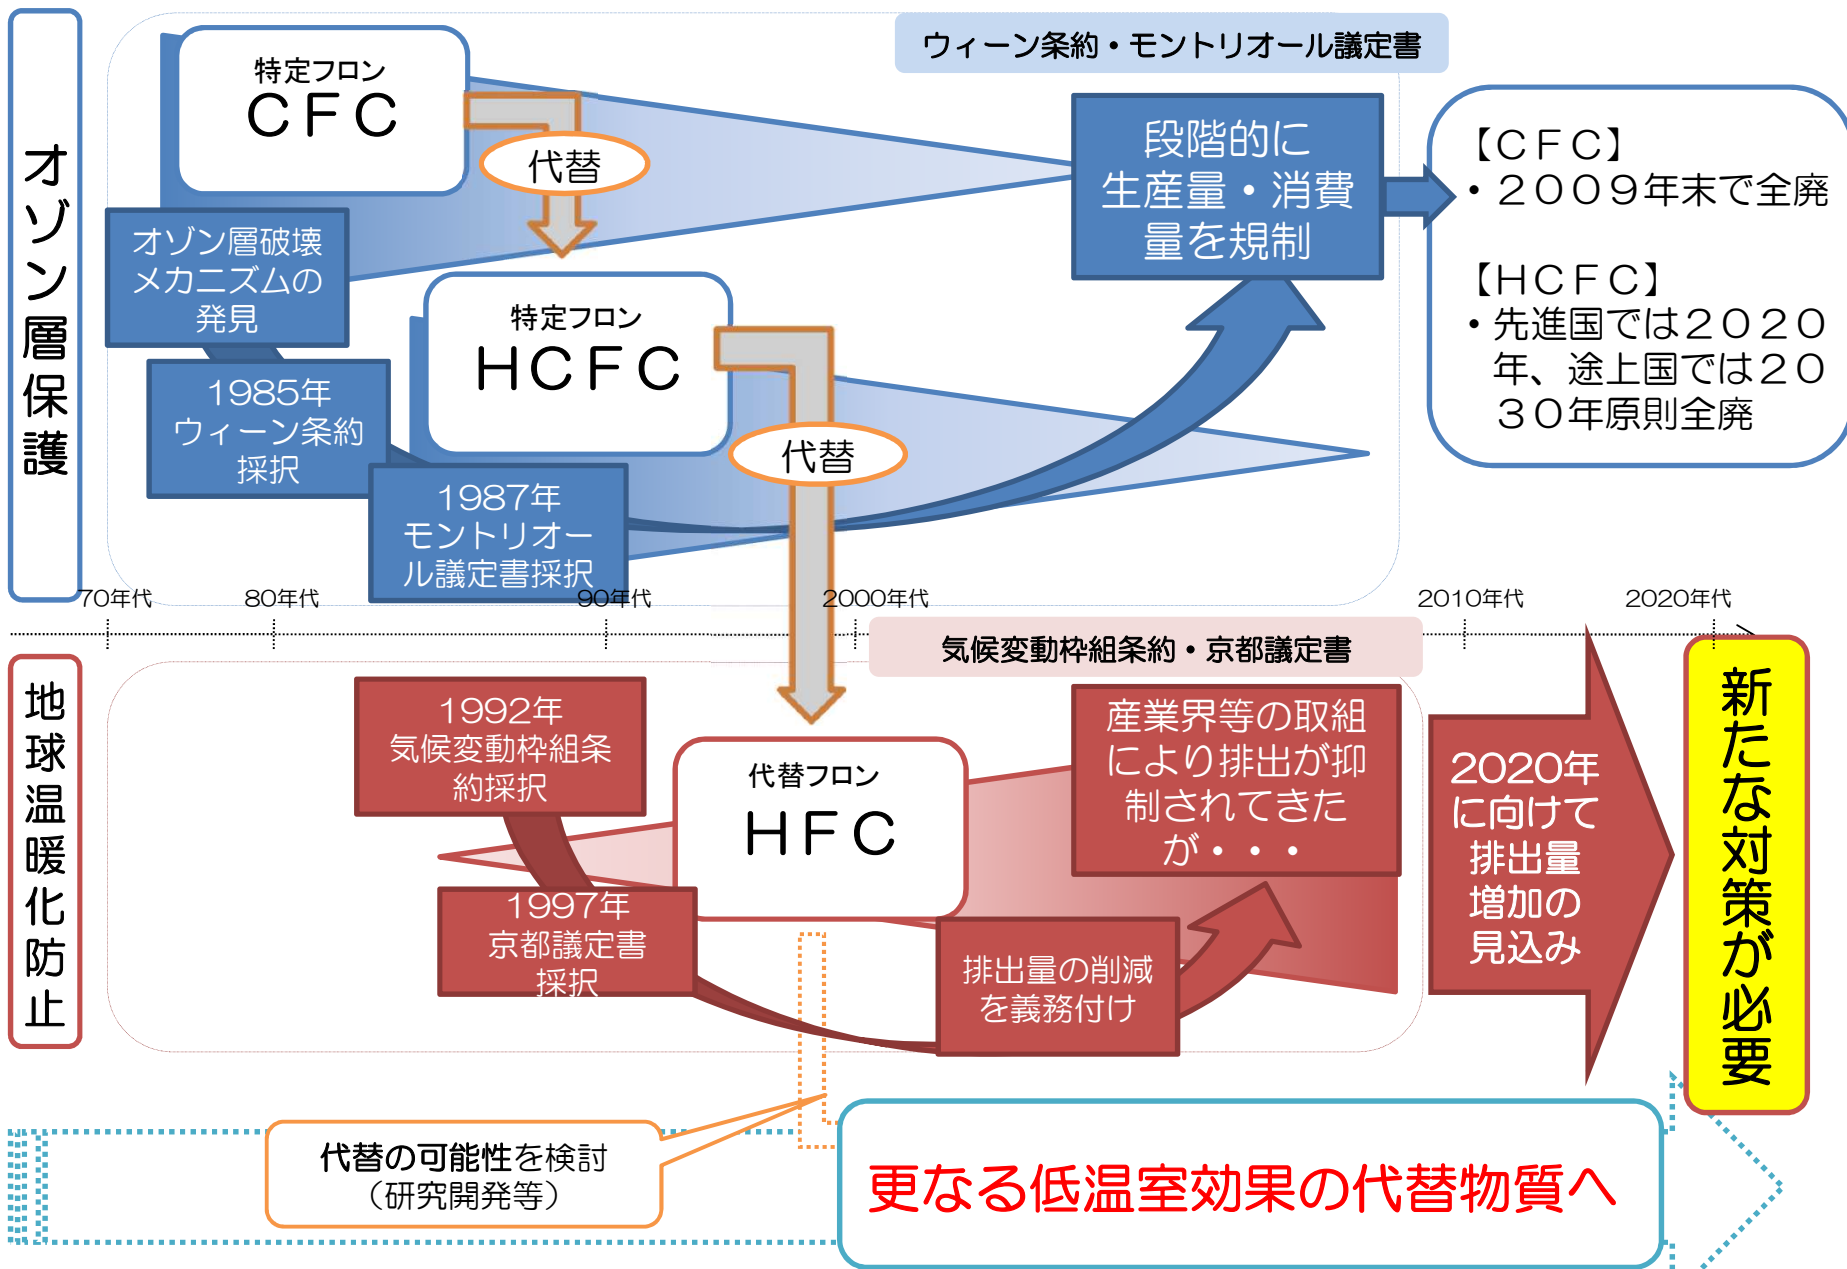 オゾン層保護
ウィーン条約・モントリオール議定書
特定フロン
ＣＦＣ
代替
段階的に
生産量・消費
量を規制
【ＣＦＣ】
・２００９年末で全廃
【ＨＣＦＣ】
・先進国では２０２０
年、途上国では２０
３０年原則全廃
オゾン層破壊
メカニズムの
発見
特定フロン
ＨＣＦＣ
代替
1985年
ウィーン条約
採択
1987年
モントリオー
ル議定書採択
70年代
80年代
90年代
2000年代
2010年代
2020年代
地球温暖化防止
気候変動枠組条約・京都議定書
1992年
気候変動枠組条
約採択
代替フロン
ＨＦＣ
産業界等の取組
により排出が抑
制されてきた
が・・・
1997年
京都議定書
採択
排出量の削減
を義務付け
2020年
に向けて
排出量
増加の
見込み
新たな対策が必要
代替の可能性を検討
（研究開発等）
更なる低温室効果の代替物質へ